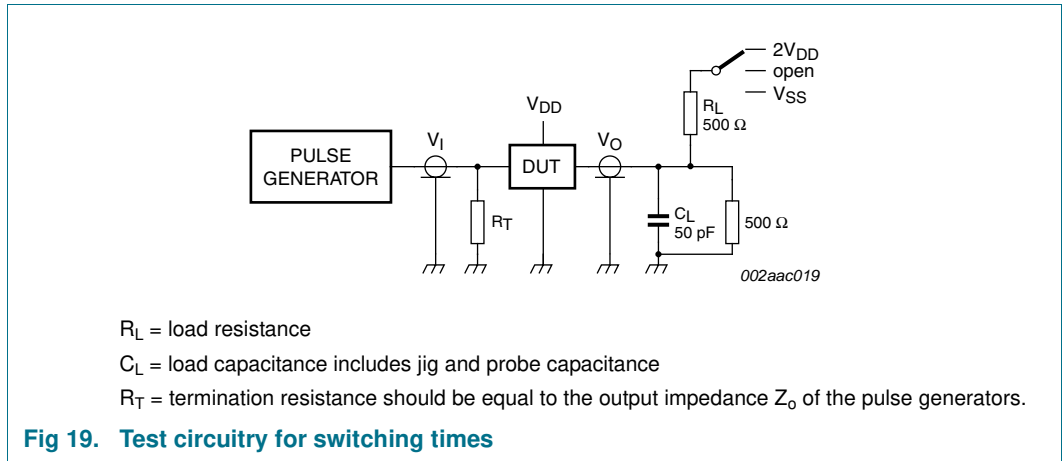 2VDD
open
VSS
RL
500 Ω
VDD
VI
VO
PULSE
GENERATOR
DUT
RT
CL
50 pF
500 Ω
002aac019
RL = load resistance
CL = load capacitance includes jig and probe capacitance
RT = termination resistance should be equal to the output impedance Zo of the pulse generators.
Fig 19. Test circuitry for switching times